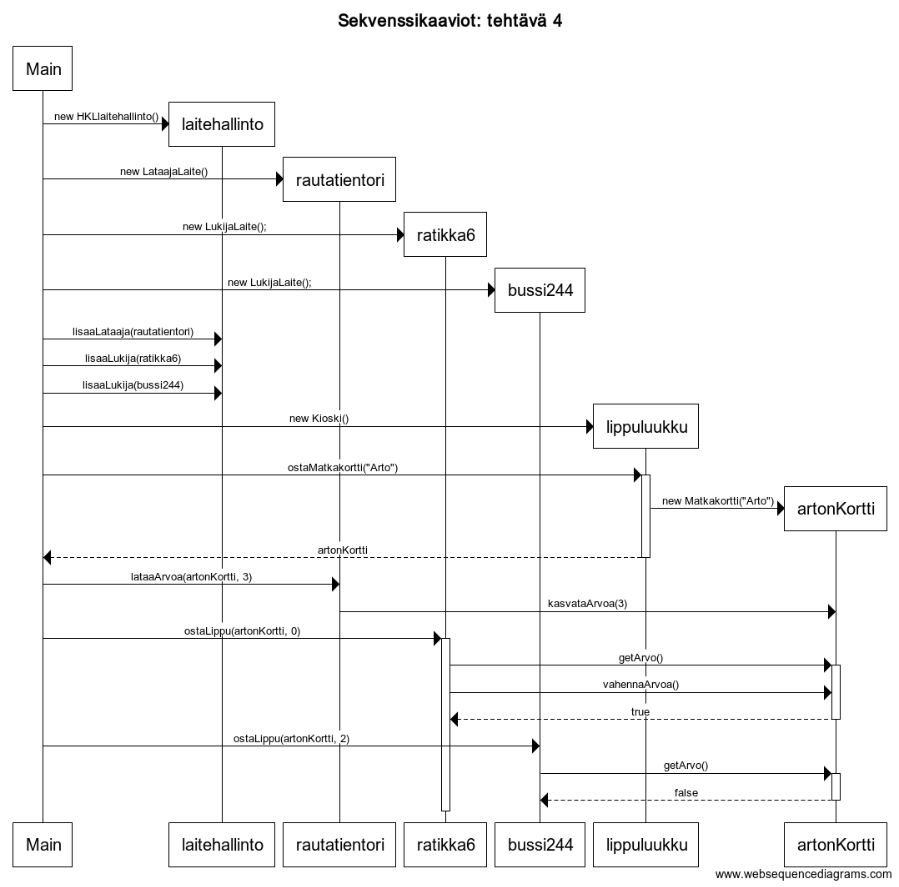 Sekvenssikaaviot: tehtävä 4
Main
new HKLlaitehallinto()
laitehallinto
new LataajaLaite()
rautatientori
new LukijaLaite();
ratikka6
new LukijaLaite();
bussi244
lisaaLataaja(rautatientori)
lisaaLukija(ratikka6)
lisaaLukija(bussi244)
new Kioski()
lippuluukku
ostaMatkakortti("Arto")
new Matkakortti("Arto")
artonKortti
artonKortti
lataaArvoa(artonKortti, 3)
kasvataArvoa(3)
ostaLippu(artonKortti, 0)
getArvo()
vahennaArvoa()
true
ostaLippu(artonKortti, 2)
getArvo()
false
Main laitehallinto rautatientori ratikka6 bussi244 lippuluukku artonKortti
www.websequencediagrams.com